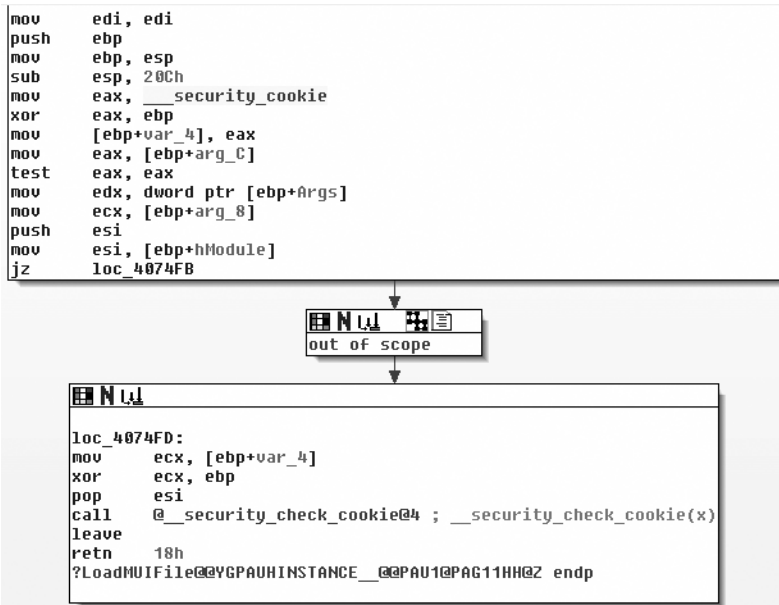 mov edi, edi
push ebp
mov ebp, esp
sub esp, 20Ch
mov eax, ___security_cookie
xor eax, ebp
mov [ebp+var_4], eax
mov eax, [ebp+arg_C]
test eax, eax
mov edx, dword ptr [ebp+Args]
mov ecx, [ebp+arg_8]
push esi
mov esi, [ebp+hModule]
jz loc_4074FB
out of scope
loc_4074FD:
mov ecx, [ebp+var_4]
xor ecx, ebp
pop esi
call @__security_check_cookie@4 ; __security_check_cookie(x)
leave
retn 18h
?LoadMUIFile@@YGPAUHINSTANCE__@@PAU1@PAG11HH@Z endp